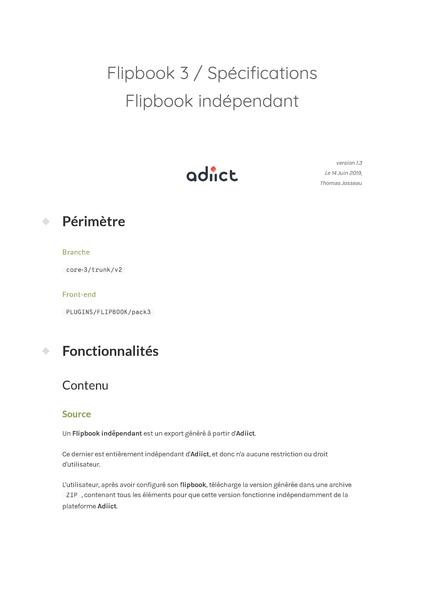 Flipbook 3 / Spécifications
Flipbook indépendant
adiict
version 1.3
Le 14 Juin 2019,
Thomas Josseau
Périmètre
Branche
core-3/trunk/v2
Front-end
PLUGINS/FLIPBOOK/pack3
Fonctionnalités
Contenu
Source
Un Flipbook indépendant est un export généré à partir d'Adiict.
Ce dernier est entièrement indépendant d'Adiict, et donc n'a aucune restriction ou droit
d'utilisateur.
L'utilisateur, après avoir configuré son flipbook, télécharge la version générée dans une archive
ZIP , contenant tous les éléments pour que cette version fonctionne indépendamment de la
plateforme Adiict.